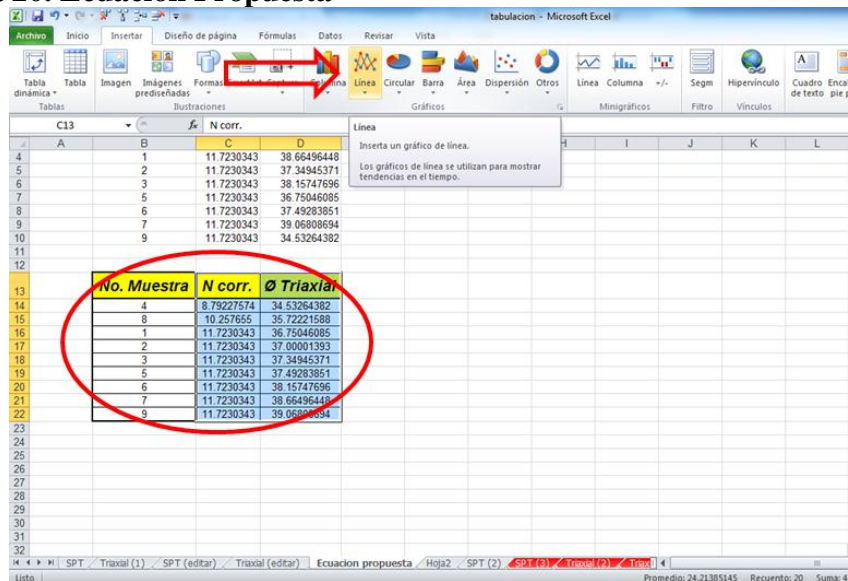 tabulacion - Microsoft Excel
Archivo Inicio Insertar Diseño de página Fórmulas Datos Revisar Vista
Tabla dinámica Tabla Imagen Imágenes prediseñadas Formas Captura Columna Línea Circular Barra Área Dispersión Otros Línea Columna +/- Segm Hipervínculo Cuadro de texto
Tablas Ilustraciones Gráficos Minigráficos Filtro Vínculos
C13 fx N corr.
Línea
Inserta un gráfico de línea.
Los gráficos de línea se utilizan para mostrar
tendencias en el tiempo.
A B C D H I J K L
4 1 11.7230343 38.66496448
5 2 11.7230343 37.34945371
6 3 11.7230343 38.15747696
7 5 11.7230343 36.75046085
8 6 11.7230343 37.49283851
9 7 11.7230343 39.06808694
10 9 11.7230343 34.53264382
11
12
13 No. Muestra N corr. Ø Triaxial
14 4 8.79227574 34.53264382
15 8 10.257655 35.72221588
16 1 11.7230343 36.75046085
17 2 11.7230343 37.00001393
18 3 11.7230343 37.34945371
19 5 11.7230343 37.49283851
20 6 11.7230343 38.15747696
21 7 11.7230343 38.66496448
22 9 11.7230343 39.06808694
23
24
25
26
27
28
29
30
31
32
SPT Triaxial (1) SPT (editar) Triaxial (editar) Ecuacion propuesta Hoja2 SPT (2) SPT (3) Triaxial (2) Triax
Listo Promedio: 24.21385145 Recuento: 20 Suma: 4